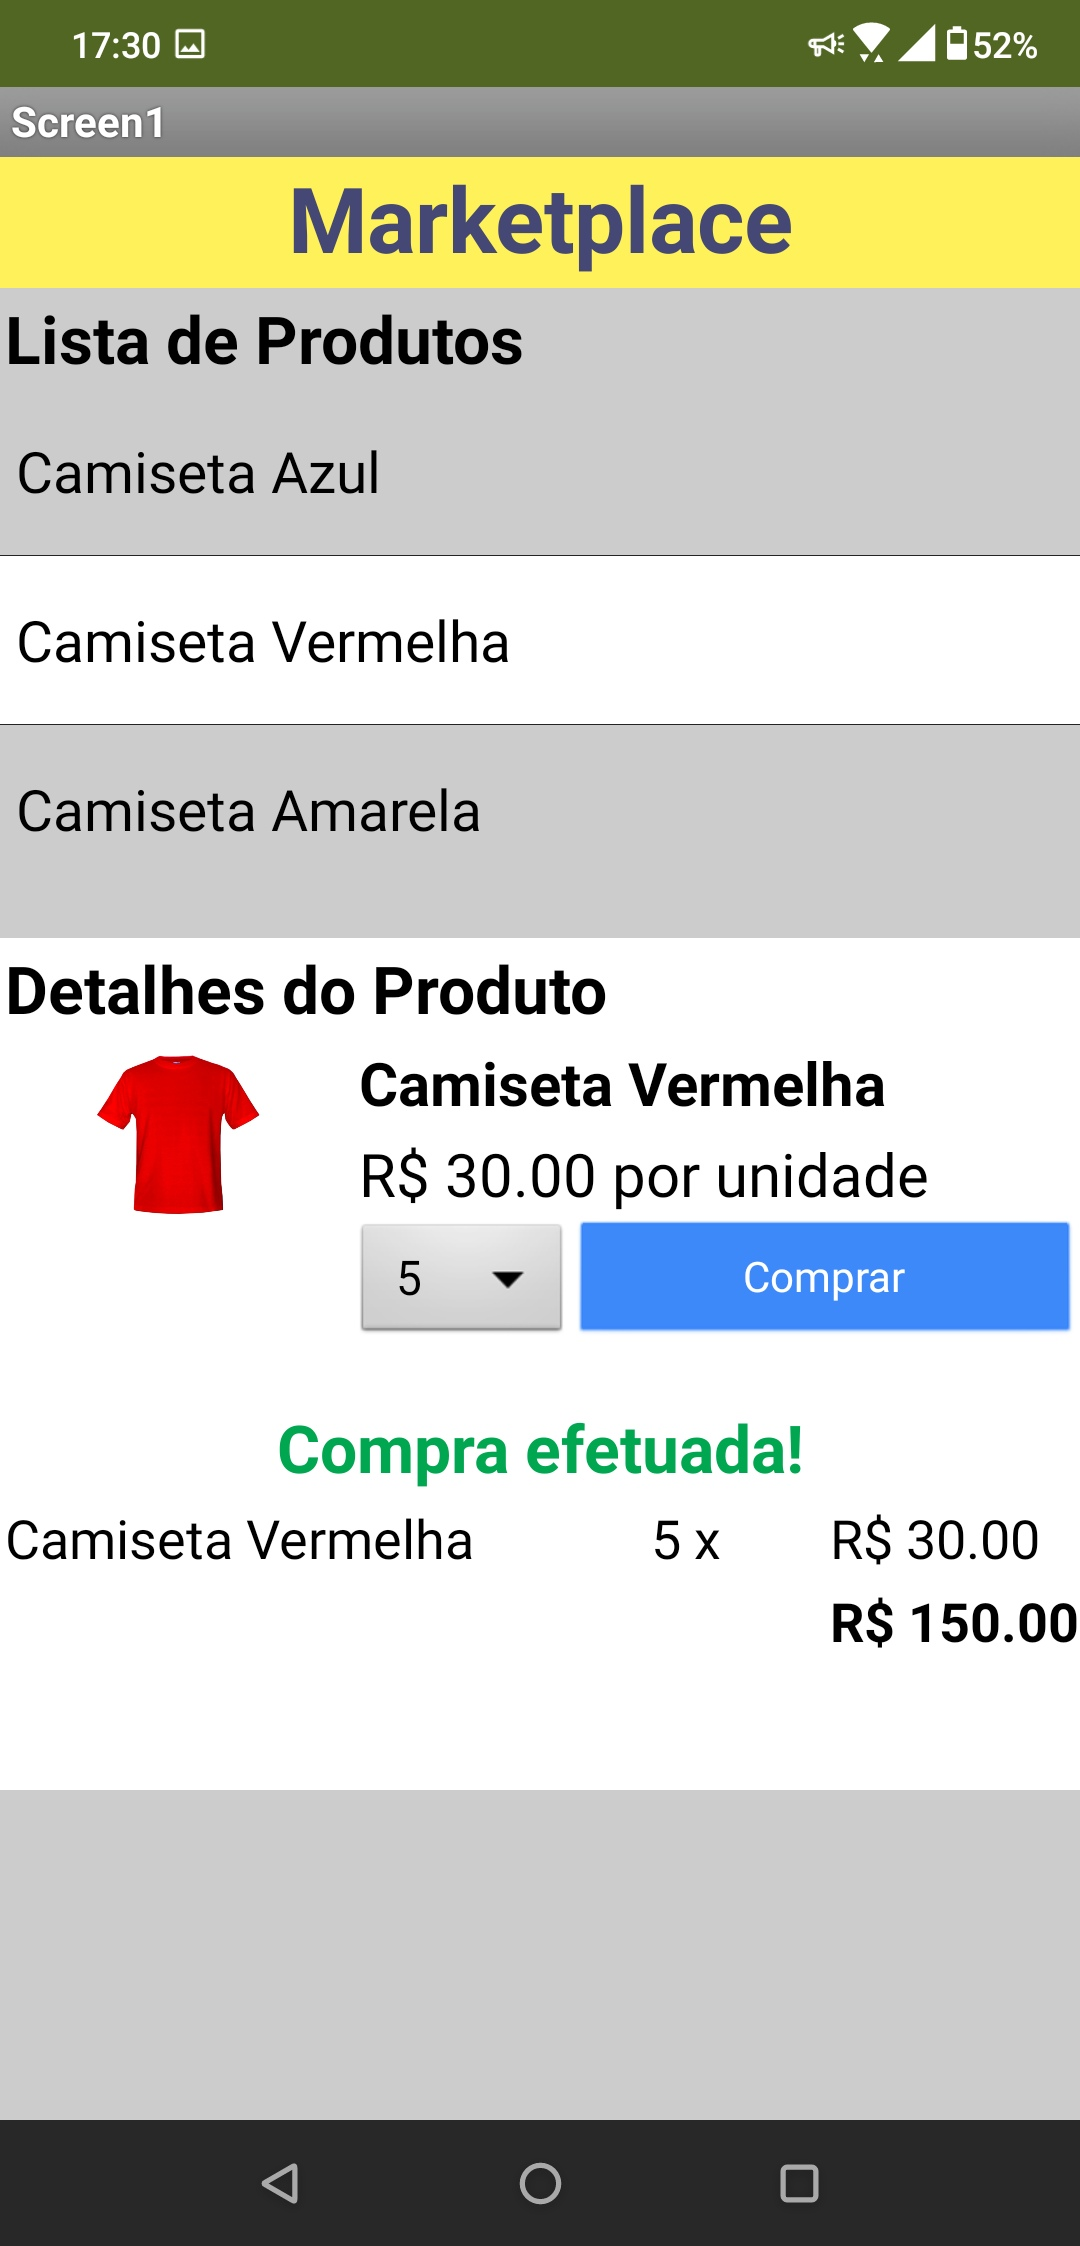 17:30 52%
Screen1
Marketplace
Lista de Produtos
Camiseta Azul
Camiseta Vermelha
Camiseta Amarela
Detalhes do Produto
Camiseta Vermelha
R$ 30.00 por unidade
5 Comprar
Compra efetuada!
Camiseta Vermelha 5 x R$ 30.00
R$ 150.00